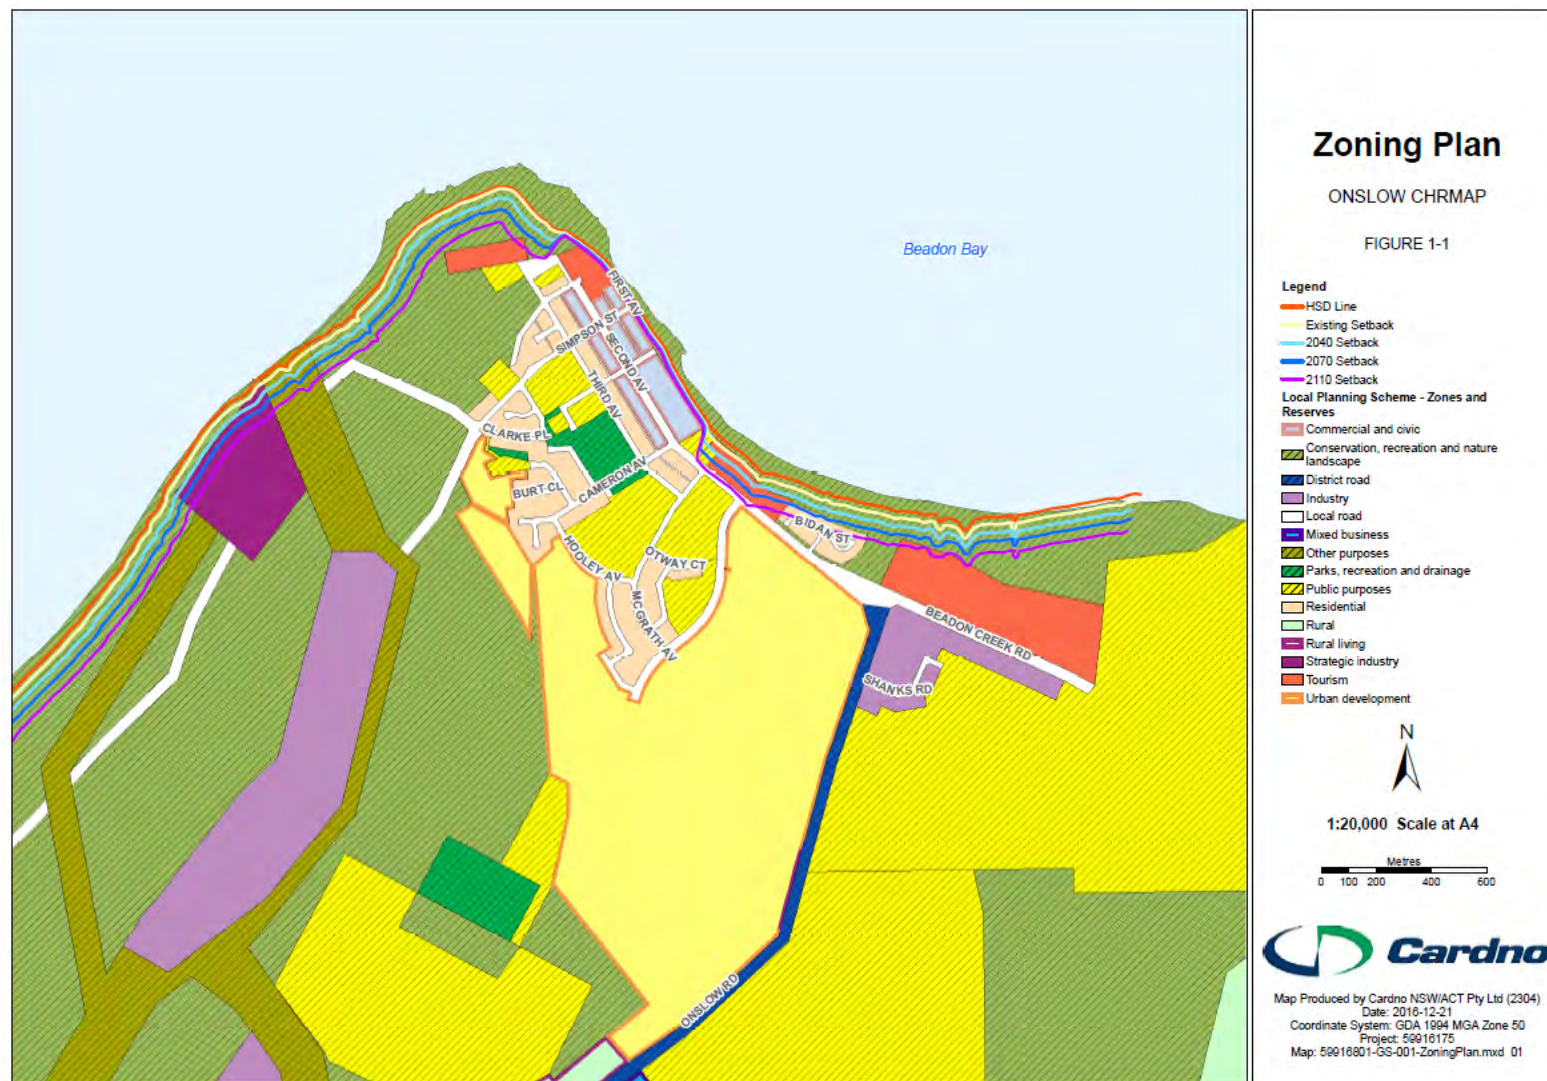 Beadon Bay
FIRST AV
SIMPSON ST
SECOND AV
THIRD AV
CLARKE PL
CAMERON AV
BURT CL
BIDAN ST
HOOLEY AV
OTWAY CT
MCGRATH AV
BEADON CREEK RD
SHANKS RD
ONSLOW RD
Zoning Plan
ONSLOW CHRMAP
FIGURE 1-1
Legend
HSD Line
Existing Setback
2040 Setback
2070 Setback
2110 Setback
Local Planning Scheme - Zones and
Reserves
Commercial and civic
Conservation, recreation and nature
landscape
District road
Industry
Local road
Mixed business
Other purposes
Parks, recreation and drainage
Public purposes
Residential
Rural
Rural living
Strategic industry
Tourism
Urban development
N
1:20,000 Scale at A4
Metres
0 100 200 400 600
Cardno
Map Produced by Cardno NSW/ACT Pty Ltd (2304)
Date: 2016-12-21
Coordinate System: GDA 1994 MGA Zone 50
Project: 59916175
Map: 59916801-GS-001-ZoningPlan.mxd 01